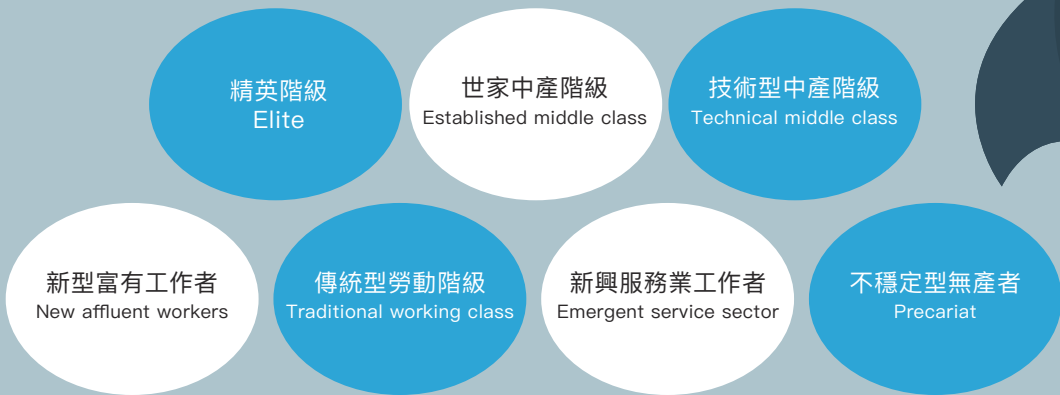 精英階級
Elite
世家中產階級
Established middle class
技術型中產階級
Technical middle class
新型富有工作者
New affluent workers
傳統型勞動階級
Traditional working class
新興服務業工作者
Emergent service sector
不穩定型無產者
Precariat